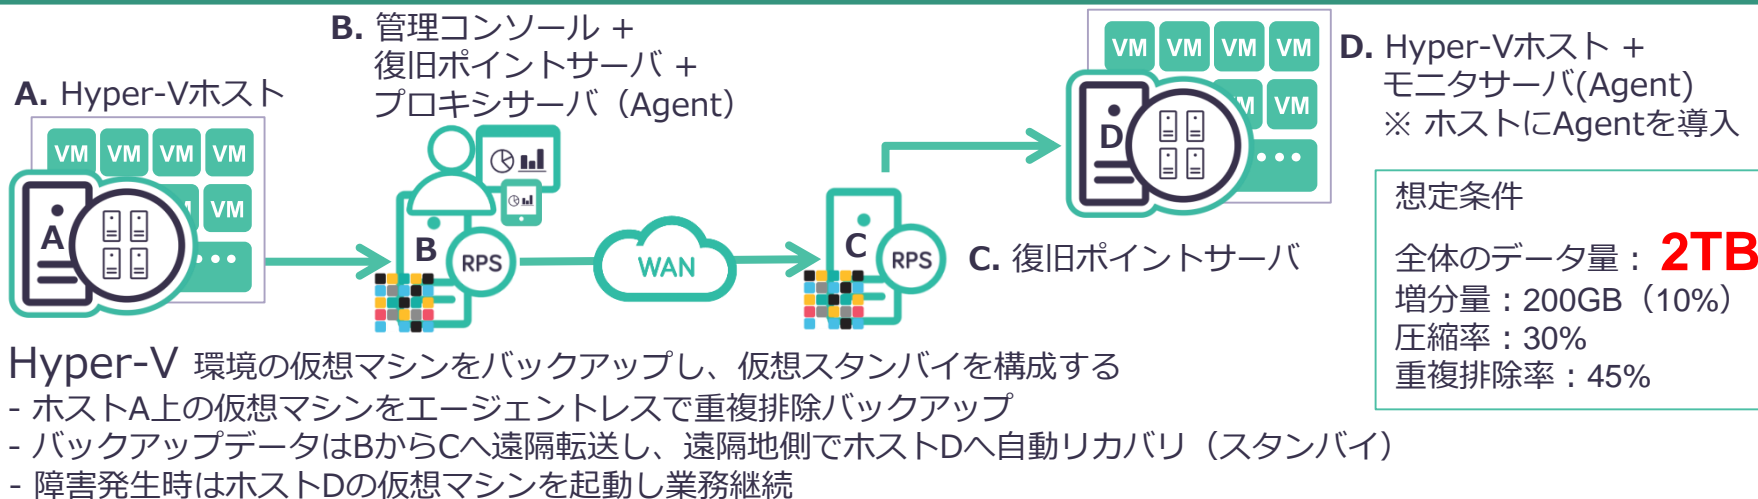 A. Hyper-Vホスト
VM VM VM VM
VM
A
B. 管理コンソール +
復旧ポイントサーバ +
プロキシサーバ（Agent）
B
RPS
WAN
C
RPS
C. 復旧ポイントサーバ
VM VM VM VM
VM
D
D. Hyper-Vホスト +
モニタサーバ(Agent)
※ ホストにAgentを導入
想定条件
全体のデータ量： 2TB
増分量：200GB（10%）
圧縮率：30%
重複排除率：45%
Hyper-V 環境の仮想マシンをバックアップし、仮想スタンバイを構成する
- ホストA上の仮想マシンをエージェントレスで重複排除バックアップ
- バックアップデータはBからCへ遠隔転送し、遠隔地側でホストDへ自動リカバリ（スタンバイ）
- 障害発生時はホストDの仮想マシンを起動し業務継続